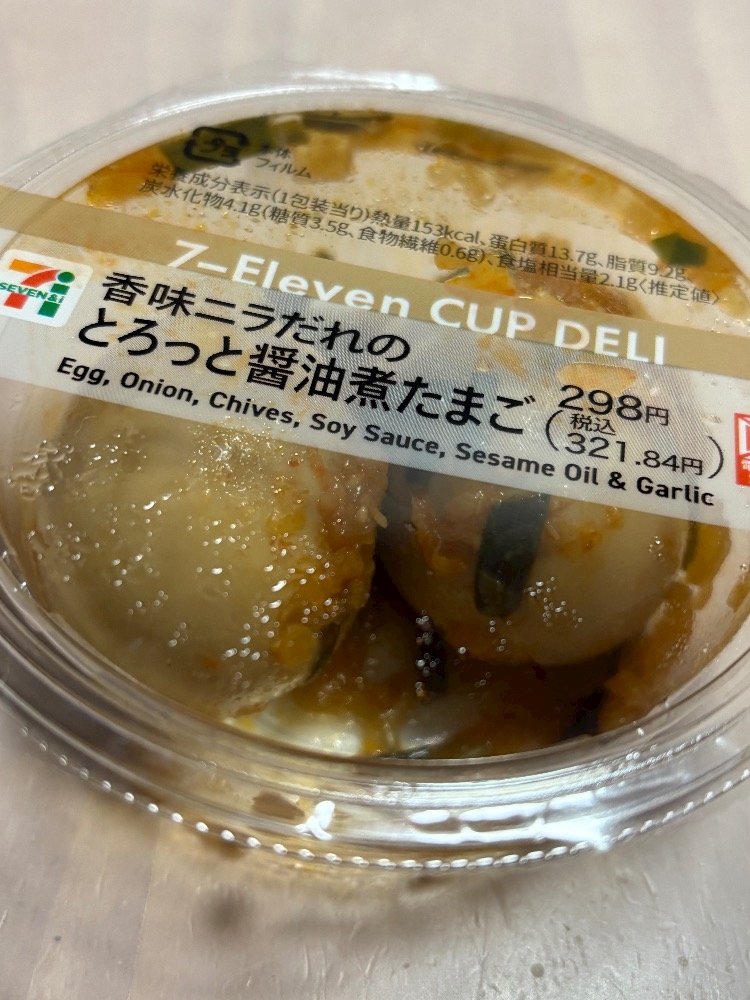 プラ
本体
フィルム
栄養成分表示(1包装当り)熱量153kcal、蛋白質13.7g、脂質9.2g、
炭水化物4.1g(糖質3.5g、食物繊維0.6g)、食塩相当量2.1g〈推定値〉
7-Eleven CUP DELI
SEVEN&i
香味ニラだれの
とろっと醤油煮たまご
298円
(税込
321.84円)
Egg, Onion, Chives, Soy Sauce, Sesame Oil & Garlic